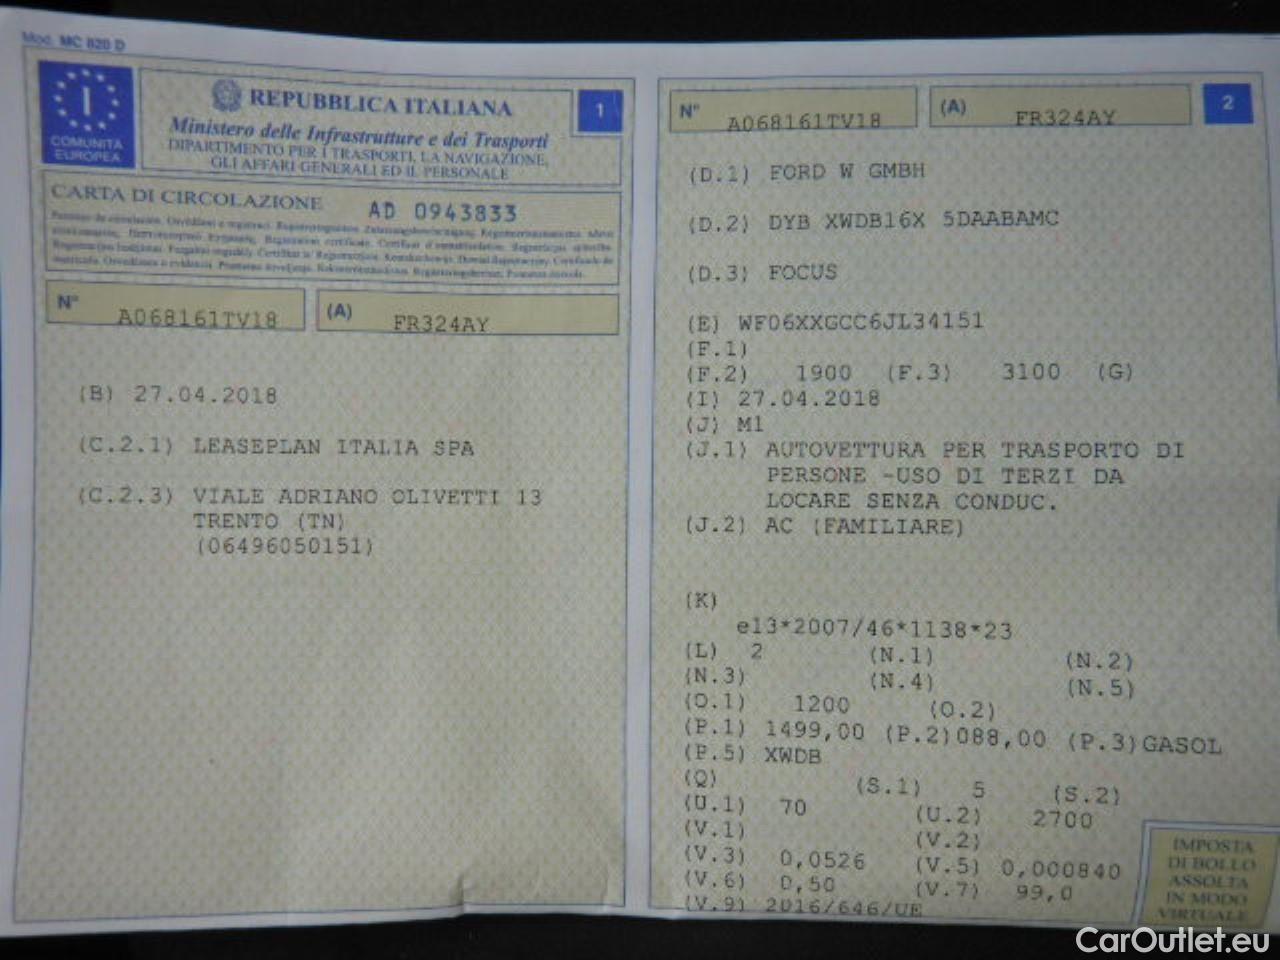 Mod. MC 820 D
I
COMUNITÀ
EUROPEA
REPUBBLICA ITALIANA
1
Ministero delle Infrastrutture e dei Trasporti
DIPARTIMENTO PER I TRASPORTI, LA NAVIGAZIONE,
GLI AFFARI GENERALI ED IL PERSONALE
CARTA DI CIRCOLAZIONE AD 0943833
N° A068161TV18 (A) FR324AY
(B) 27.04.2018
(C.2.1) LEASEPLAN ITALIA SPA
(C.2.3) VIALE ADRIANO OLIVETTI 13
TRENTO (TN)
(06496050151)
N° A068161TV18 (A) FR324AY 2
(D.1) FORD W GMBH
(D.2) DYB XWDB16X 5DAABAMC
(D.3) FOCUS
(E) WF06XXGCC6JL34151
(F.1)
(F.2) 1900 (F.3) 3100 (G)
(I) 27.04.2018
(J) M1
(J.1) AUTOVETTURA PER TRASPORTO DI
PERSONE -USO DI TERZI DA
LOCARE SENZA CONDUC.
(J.2) AC (FAMILIARE)
(K)
e13*2007/46*1138*23
(L) 2 (N.1) (N.2)
(N.3) (N.4) (N.5)
(O.1) 1200 (O.2)
(P.1) 1499,00 (P.2)088,00 (P.3)GASOL
(P.5) XWDB
(Q) (S.1) 5 (S.2)
(U.1) 70 (U.2) 2700
(V.1) (V.2)
(V.3) 0,0526 (V.5) 0,000840
(V.6) 0,50 (V.7) 99,0
(V.9) 2016/646/UE
IMPOSTA
DI BOLLO
ASSOLTA
IN MODO
VIRTUALE
CarOutlet.eu